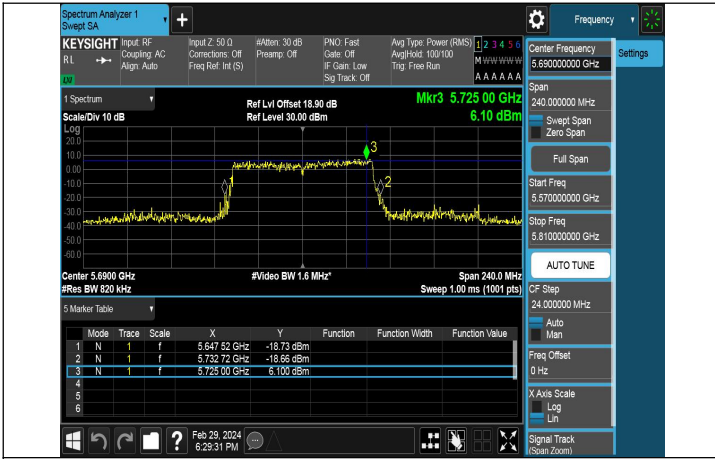 Spectrum Analyzer 1
Swept SA
Frequency
KEYSIGHT Input: RF Input Z: 50 Ω #Atten: 30 dB PNO: Fast Avg Type: Power (RMS) 1 2 3 4 5 6
RL Coupling: AC Corrections: Off Preamp: Off Gate: Off Avg|Hold: 100/100 M W W W W W
Align: Auto Freq Ref: Int (S) IF Gain: Low Trig: Free Run
Sig Track: Off A A A A A A
1 Spectrum
Ref Lvl Offset 18.90 dB Mkr3 5.725 00 GHz
Scale/Div 10 dB Ref Level 30.00 dBm 6.10 dBm
Log
20.0
10.0
0.00
-10.0
-20.0
-30.0
-40.0
-50.0
-60.0
1
2
3
Center 5.6900 GHz #Video BW 1.6 MHz* Span 240.0 MHz
#Res BW 820 kHz Sweep 1.00 ms (1001 pts)
5 Marker Table
Mode Trace Scale X Y Function Function Width Function Value
1 N 1 f 5.647 52 GHz -18.73 dBm
2 N 1 f 5.732 72 GHz -18.66 dBm
3 N 1 f 5.725 00 GHz 6.100 dBm
4
5
6
Feb 29, 2024
6:29:31 PM
Center Frequency
5.690000000 GHz
Settings
Span
240.000000 MHz
Swept Span
Zero Span
Full Span
Start Freq
5.570000000 GHz
Stop Freq
5.810000000 GHz
AUTO TUNE
CF Step
24.000000 MHz
Auto
Man
Freq Offset
0 Hz
X Axis Scale
Log
Lin
Signal Track
(Span Zoom)